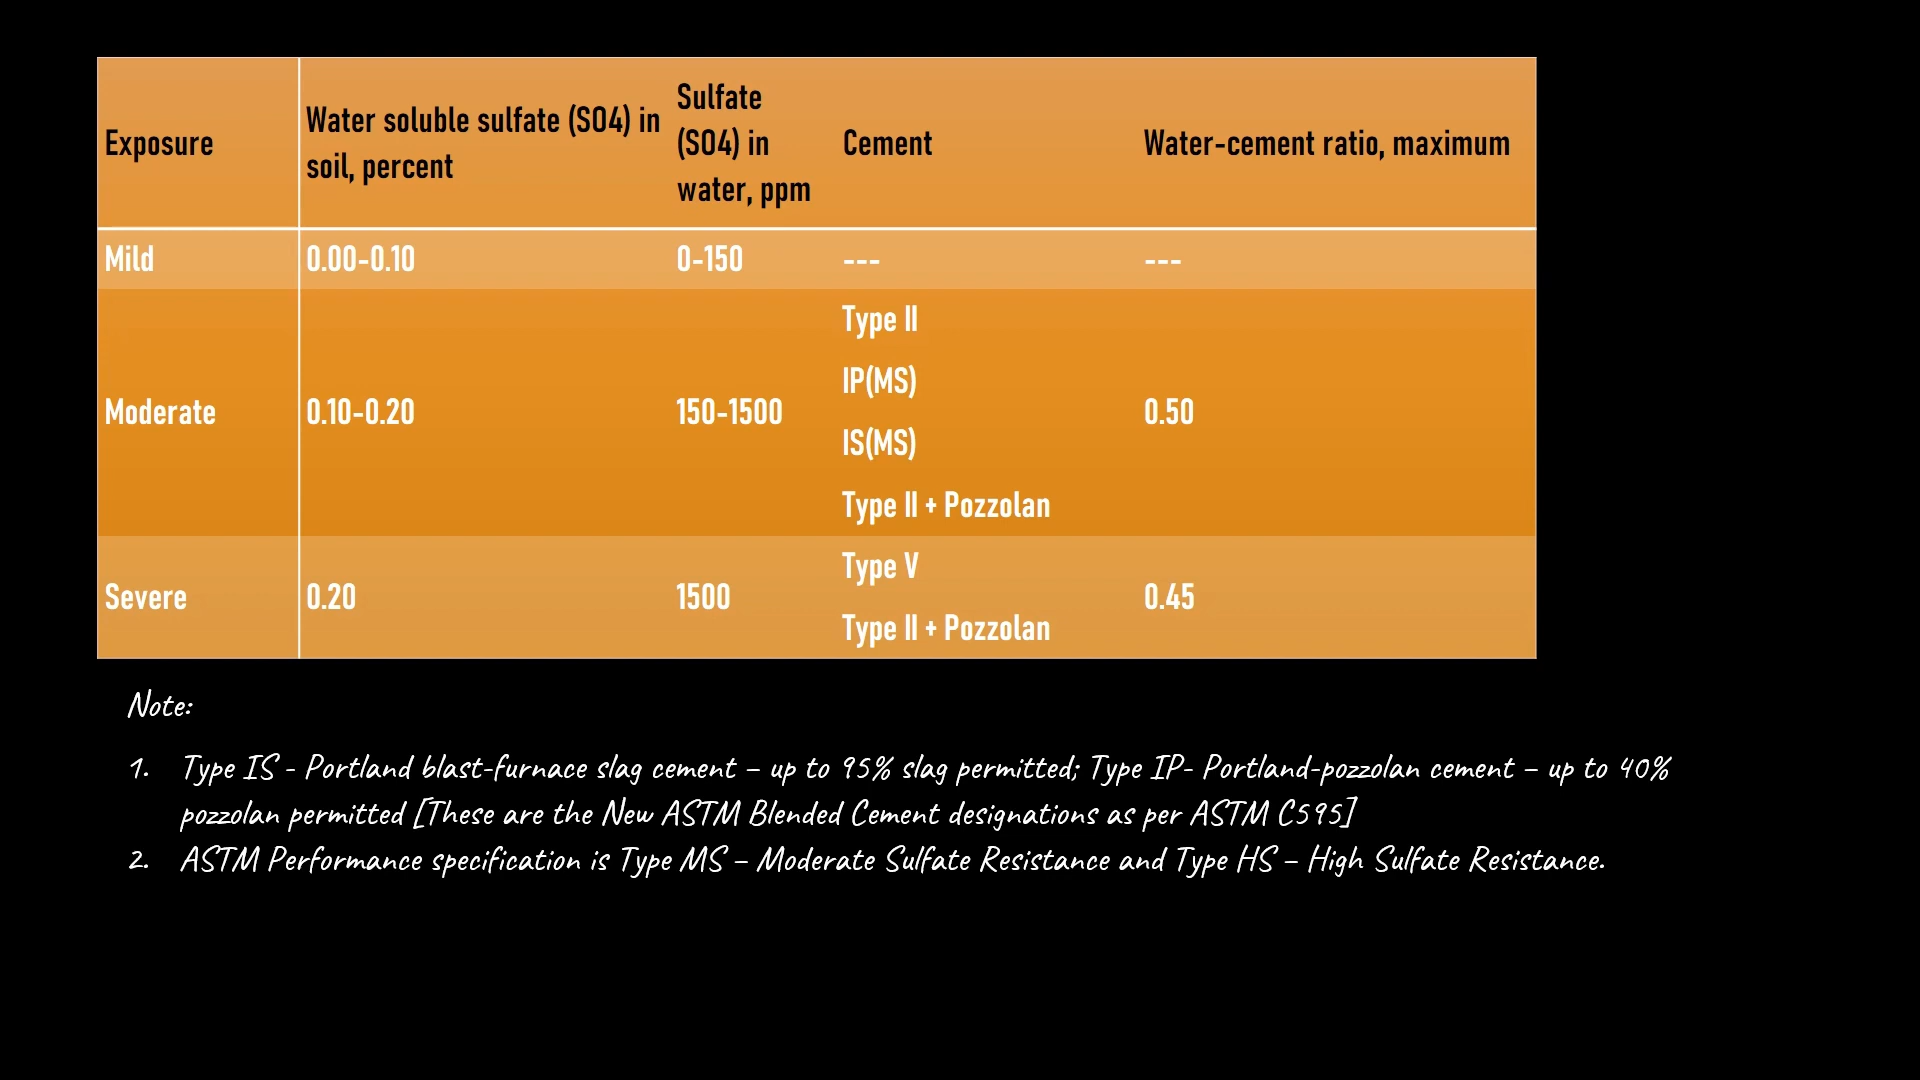 Exposure
Water soluble sulfate (SO4) in
soil, percent
Sulfate
(SO4) in
water, ppm
Cement
Water-cement ratio, maximum
Mild
0.00-0.10
0-150
---
---
Moderate
0.10-0.20
150-1500
Type II
IP(MS)
IS(MS)
Type II + Pozzolan
0.50
Severe
0.20
1500
Type V
Type II + Pozzolan
0.45
Note:
1. Type IS - Portland blast-furnace slag cement – up to 95% slag permitted; Type IP- Portland-pozzolan cement – up to 40%
pozzolan permitted [These are the New ASTM Blended Cement designations as per ASTM C595]
2. ASTM Performance specification is Type MS – Moderate Sulfate Resistance and Type HS – High Sulfate Resistance.